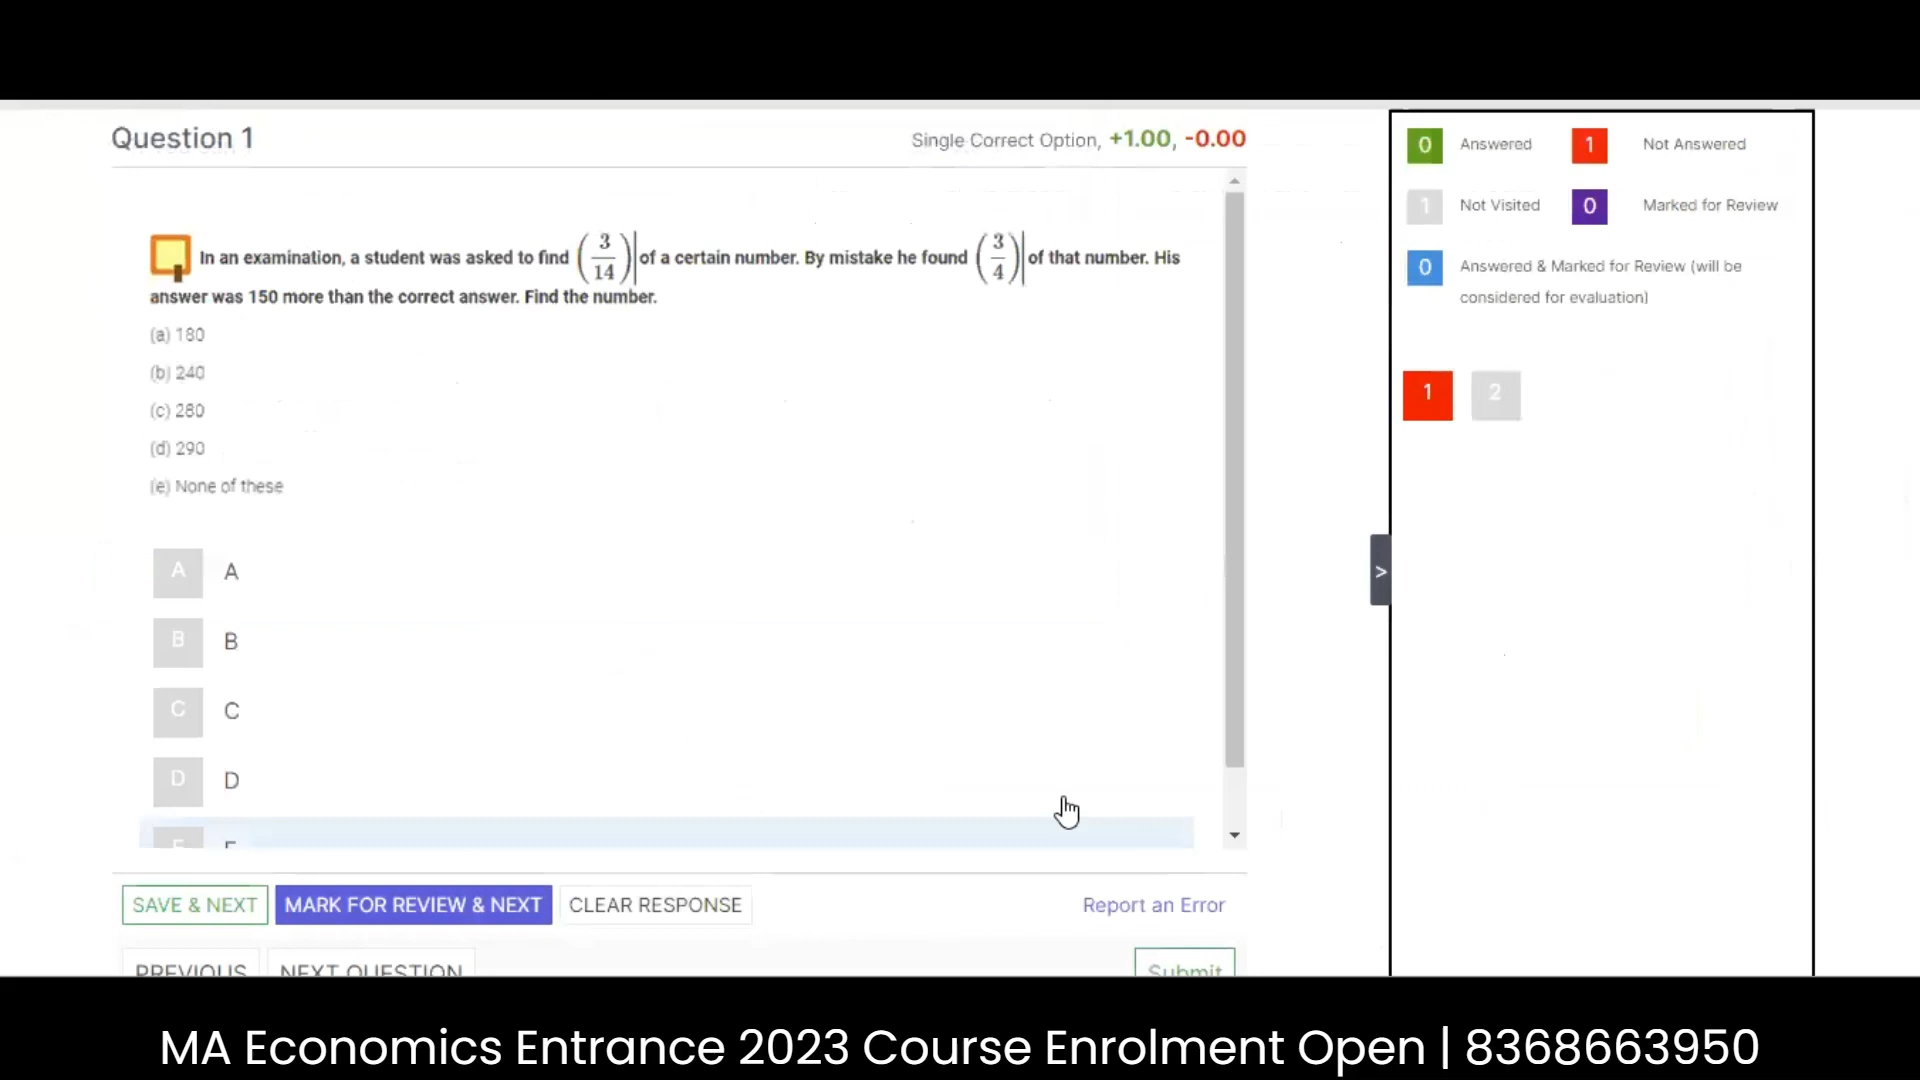 Question 1
Single Correct Option, +1.00, -0.00
In an examination, a student was asked to find (3/14)| of a certain number. By mistake he found (3/4)| of that number. His
answer was 150 more than the correct answer. Find the number.
(a) 180
(b) 240
(c) 280
(d) 290
(e) None of these
A A
B B
C C
D D
E E
SAVE & NEXT MARK FOR REVIEW & NEXT CLEAR RESPONSE Report an Error
PREVIOUS NEXT QUESTION Submit
0 Answered 1 Not Answered
1 Not Visited 0 Marked for Review
0 Answered & Marked for Review (will be
considered for evaluation)
1 2
>
MA Economics Entrance 2023 Course Enrolment Open | 8368663950